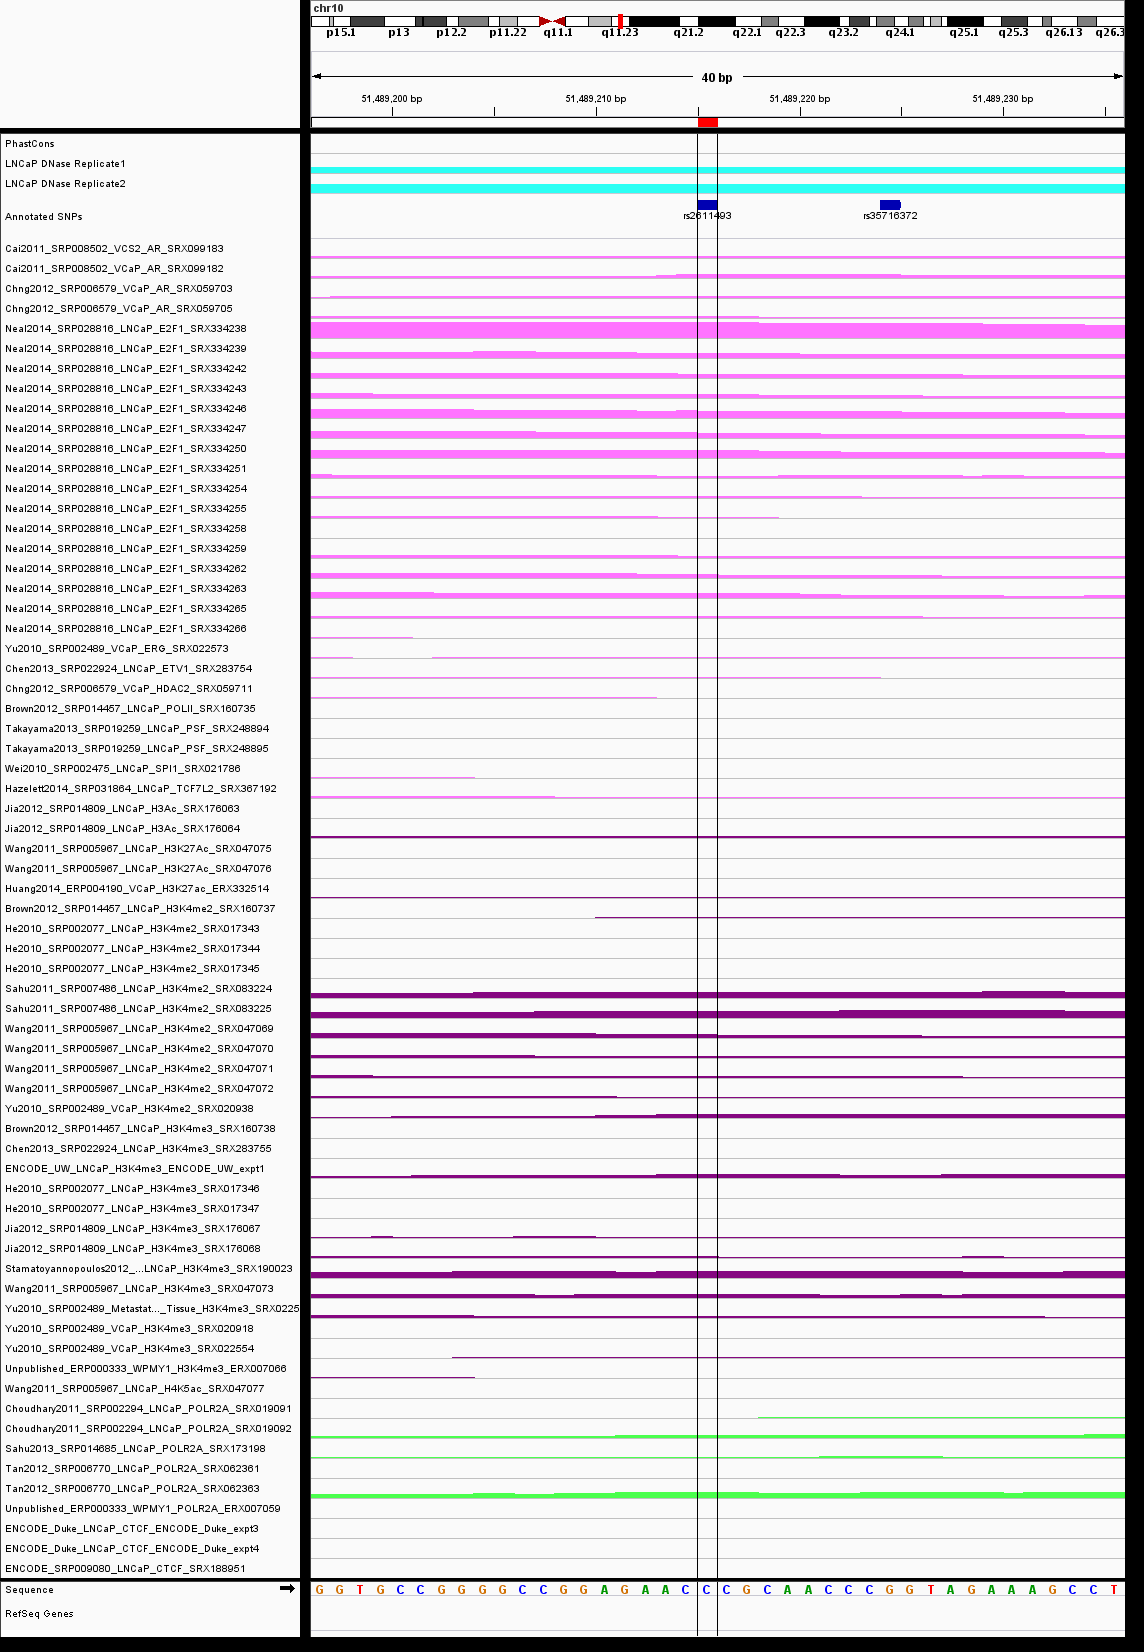 chr10
p15.1 p13 p12.2 p11.22 q11.1 q11.23 q21.2 q22.1 q22.3 q23.2 q24.1 q25.1 q25.3 q26.13 q26.3
40 bp
51,489,200 bp 51,489,210 bp 51,489,220 bp 51,489,230 bp
PhastCons
LNCaP DNase Replicate1
LNCaP DNase Replicate2
Annotated SNPs rs2611493 rs35716372
Cai2011_SRP008502_VCS2_AR_SRX099183
Cai2011_SRP008502_VCaP_AR_SRX099182
Chng2012_SRP006579_VCaP_AR_SRX059703
Chng2012_SRP006579_VCaP_AR_SRX059705
Neal2014_SRP028816_LNCaP_E2F1_SRX334238
Neal2014_SRP028816_LNCaP_E2F1_SRX334239
Neal2014_SRP028816_LNCaP_E2F1_SRX334242
Neal2014_SRP028816_LNCaP_E2F1_SRX334243
Neal2014_SRP028816_LNCaP_E2F1_SRX334246
Neal2014_SRP028816_LNCaP_E2F1_SRX334247
Neal2014_SRP028816_LNCaP_E2F1_SRX334250
Neal2014_SRP028816_LNCaP_E2F1_SRX334251
Neal2014_SRP028816_LNCaP_E2F1_SRX334254
Neal2014_SRP028816_LNCaP_E2F1_SRX334255
Neal2014_SRP028816_LNCaP_E2F1_SRX334258
Neal2014_SRP028816_LNCaP_E2F1_SRX334259
Neal2014_SRP028816_LNCaP_E2F1_SRX334262
Neal2014_SRP028816_LNCaP_E2F1_SRX334263
Neal2014_SRP028816_LNCaP_E2F1_SRX334265
Neal2014_SRP028816_LNCaP_E2F1_SRX334266
Yu2010_SRP002489_VCaP_ERG_SRX022573
Chen2013_SRP022924_LNCaP_ETV1_SRX283754
Chng2012_SRP006579_VCaP_HDAC2_SRX059711
Brown2012_SRP014457_LNCaP_POLII_SRX160735
Takayama2013_SRP019259_LNCaP_PSF_SRX248894
Takayama2013_SRP019259_LNCaP_PSF_SRX248895
Wei2010_SRP002475_LNCaP_SPI1_SRX021786
Hazelett2014_SRP031864_LNCaP_TCF7L2_SRX367192
Jia2012_SRP014809_LNCaP_H3Ac_SRX176063
Jia2012_SRP014809_LNCaP_H3Ac_SRX176064
Wang2011_SRP005967_LNCaP_H3K27Ac_SRX047075
Wang2011_SRP005967_LNCaP_H3K27Ac_SRX047076
Huang2014_ERP004190_VCaP_H3K27ac_ERX332514
Brown2012_SRP014457_LNCaP_H3K4me2_SRX160737
He2010_SRP002077_LNCaP_H3K4me2_SRX017343
He2010_SRP002077_LNCaP_H3K4me2_SRX017344
He2010_SRP002077_LNCaP_H3K4me2_SRX017345
Sahu2011_SRP007486_LNCaP_H3K4me2_SRX083224
Sahu2011_SRP007486_LNCaP_H3K4me2_SRX083225
Wang2011_SRP005967_LNCaP_H3K4me2_SRX047069
Wang2011_SRP005967_LNCaP_H3K4me2_SRX047070
Wang2011_SRP005967_LNCaP_H3K4me2_SRX047071
Wang2011_SRP005967_LNCaP_H3K4me2_SRX047072
Yu2010_SRP002489_VCaP_H3K4me2_SRX020938
Brown2012_SRP014457_LNCaP_H3K4me3_SRX160738
Chen2013_SRP022924_LNCaP_H3K4me3_SRX283755
ENCODE_UW_LNCaP_H3K4me3_ENCODE_UW_expt1
He2010_SRP002077_LNCaP_H3K4me3_SRX017346
He2010_SRP002077_LNCaP_H3K4me3_SRX017347
Jia2012_SRP014809_LNCaP_H3K4me3_SRX176067
Jia2012_SRP014809_LNCaP_H3K4me3_SRX176068
Stamatoyannopoulos2012_...LNCaP_H3K4me3_SRX190023
Wang2011_SRP005967_LNCaP_H3K4me3_SRX047073
Yu2010_SRP002489_Metastat..._Tissue_H3K4me3_SRX0225
Yu2010_SRP002489_VCaP_H3K4me3_SRX020918
Yu2010_SRP002489_VCaP_H3K4me3_SRX022554
Unpublished_ERP000333_WPMY1_H3K4me3_ERX007066
Wang2011_SRP005967_LNCaP_H4K5ac_SRX047077
Choudhary2011_SRP002294_LNCaP_POLR2A_SRX019091
Choudhary2011_SRP002294_LNCaP_POLR2A_SRX019092
Sahu2013_SRP014685_LNCaP_POLR2A_SRX173198
Tan2012_SRP006770_LNCaP_POLR2A_SRX062361
Tan2012_SRP006770_LNCaP_POLR2A_SRX062363
Unpublished_ERP000333_WPMY1_POLR2A_ERX007059
ENCODE_Duke_LNCaP_CTCF_ENCODE_Duke_expt3
ENCODE_Duke_LNCaP_CTCF_ENCODE_Duke_expt4
ENCODE_SRP009080_LNCaP_CTCF_SRX188951
Sequence G G T G C C G G G G C C G G A G A A C C C G C A A C C C G G T A G A A A G C C T
RefSeq Genes